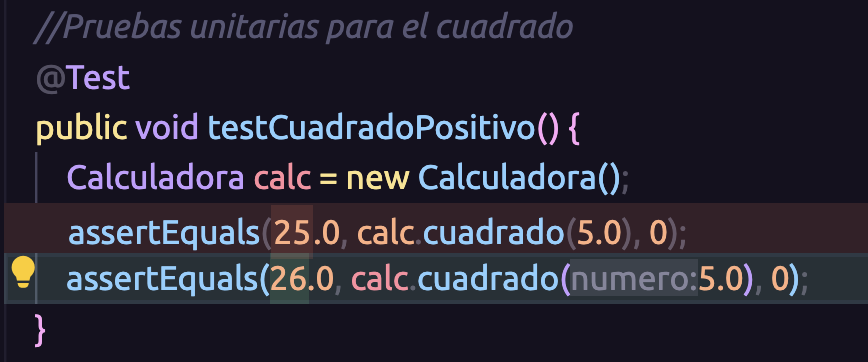 //Pruebas unitarias para el cuadrado
@Test
public void testCuadradoPositivo() {
Calculadora calc = new Calculadora();
assertEquals(25.0, calc.cuadrado(5.0), 0);
assertEquals(26.0, calc.cuadrado(numero:5.0), 0);
}